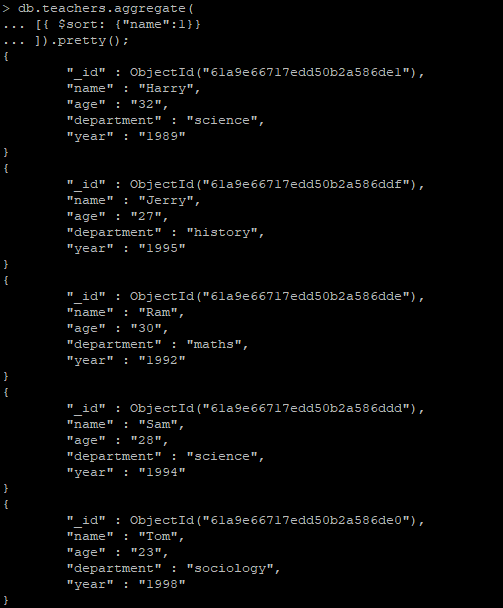 > db.teachers.aggregate(
... [{ $sort: {"name":1}}
... ]).pretty();
{
        "_id" : ObjectId("61a9e66717edd50b2a586de1"),
        "name" : "Harry",
        "age" : "32",
        "department" : "science",
        "year" : "1989"
}
{
        "_id" : ObjectId("61a9e66717edd50b2a586ddf"),
        "name" : "Jerry",
        "age" : "27",
        "department" : "history",
        "year" : "1995"
}
{
        "_id" : ObjectId("61a9e66717edd50b2a586dde"),
        "name" : "Ram",
        "age" : "30",
        "department" : "maths",
        "year" : "1992"
}
{
        "_id" : ObjectId("61a9e66717edd50b2a586ddd"),
        "name" : "Sam",
        "age" : "28",
        "department" : "science",
        "year" : "1994"
}
{
        "_id" : ObjectId("61a9e66717edd50b2a586de0"),
        "name" : "Tom",
        "age" : "23",
        "department" : "sociology",
        "year" : "1998"
}